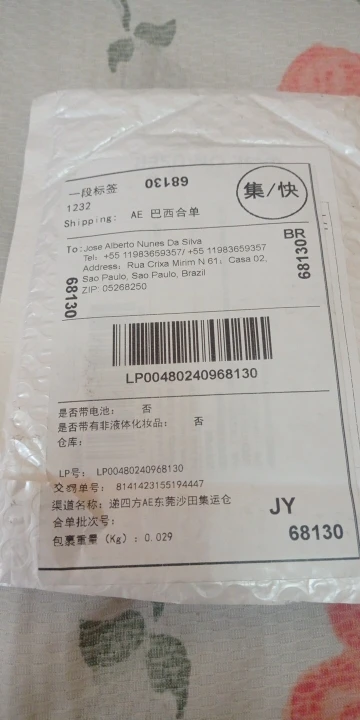 一段标签
68130
集/快
1232
Shipping: AE 巴西合单
To: Jose Alberto Nunes Da Silva
Tel: +55 11983659357/ +55 11983659357
Address: Rua Crixa Mirim N 61, Casa 02,
Sao Paulo, Sao Paulo, Brazil
ZIP: 05268250
BR
68130
68130
LP00480240968130
是否带电池: 否
是否带有非液体化妆品: 否
仓库:
LP号: LP00480240968130
交易单号: 8141423155194447
渠道名称: 递四方AE东莞沙田集运仓
合单批次号:
包裹重量（Kg）: 0.029
JY
68130